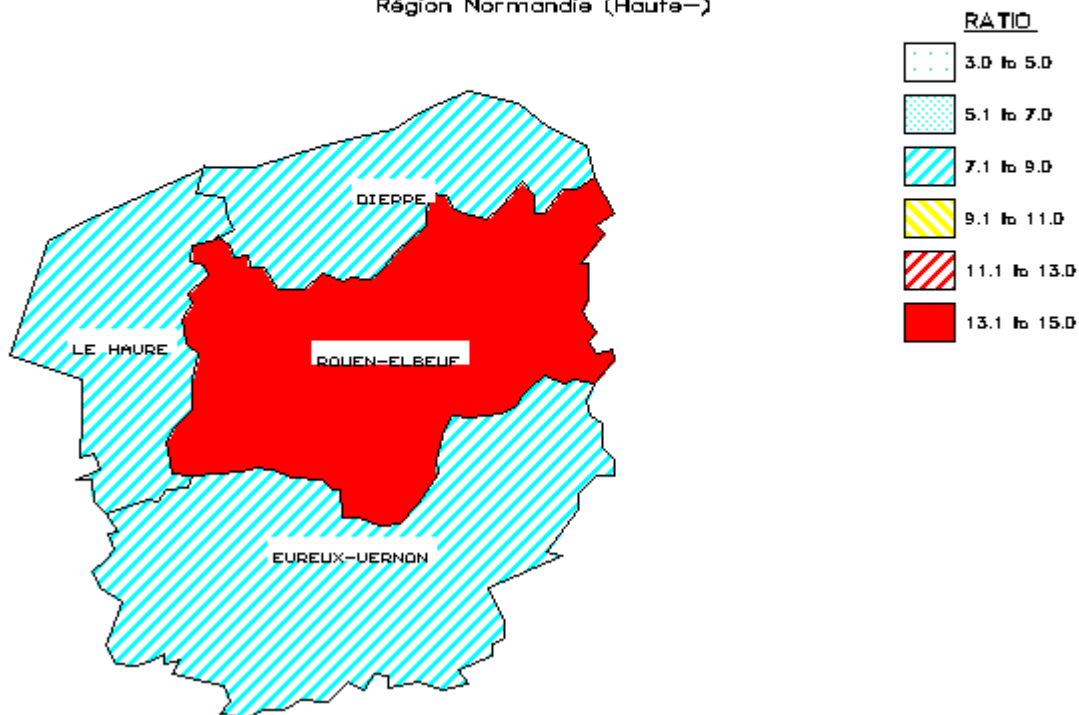 Région Normandie (Haute-)
RATIO
3.0 to 5.0
5.1 to 7.0
7.1 to 9.0
9.1 to 11.0
11.1 to 13.0
13.1 to 15.0
DIEPPE
LE HAVRE
ROUEN-ELBEUF
EVREUX-VERNON